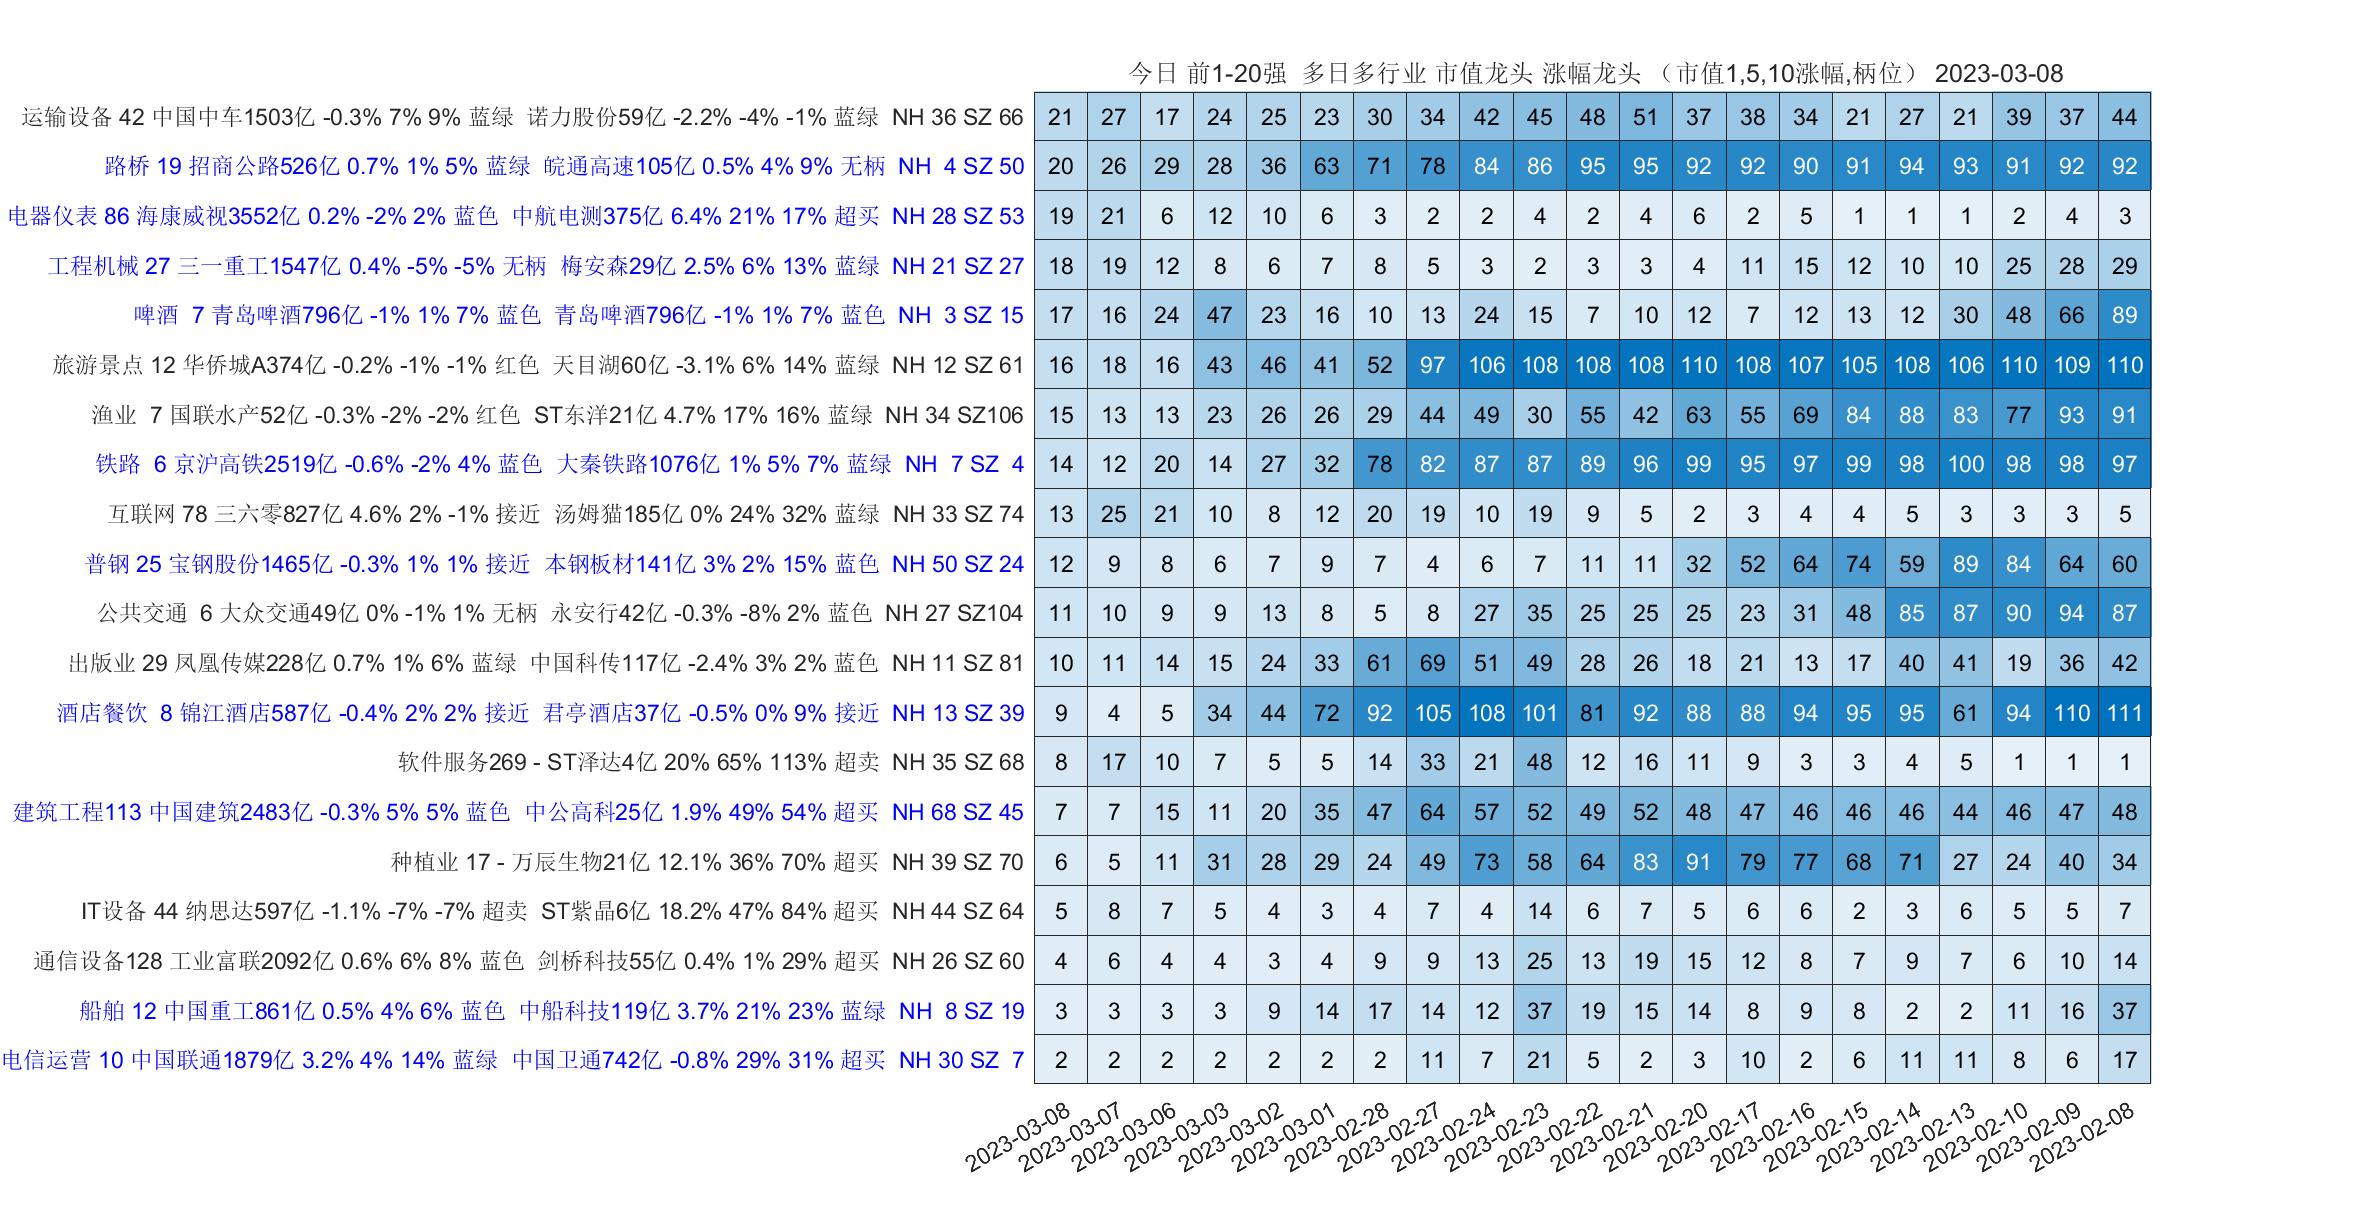 今日 前1-20强 多日多行业 市值龙头 涨幅龙头 （市值1,5,10涨幅,柄位） 2023-03-08
运输设备 42 中国中车1503亿 -0.3% 7% 9% 蓝绿 诺力股份59亿 -2.2% -4% -1% 蓝绿 NH 36 SZ 66 21 27 17 24 25 23 30 34 42 45 48 51 37 38 34 21 27 21 39 37 44
路桥 19 招商公路526亿 0.7% 1% 5% 蓝绿 皖通高速105亿 0.5% 4% 9% 无柄 NH 4 SZ 50 20 26 29 28 36 63 71 78 84 86 95 95 92 92 90 91 94 93 91 92 92
电器仪表 86 海康威视3552亿 0.2% -2% 2% 蓝色 中航电测375亿 6.4% 21% 17% 超买 NH 28 SZ 53 19 21 6 12 10 6 3 2 2 4 2 4 6 2 5 1 1 1 2 4 3
工程机械 27 三一重工1547亿 0.4% -5% -5% 无柄 梅安森29亿 2.5% 6% 13% 蓝绿 NH 21 SZ 27 18 19 12 8 6 7 8 5 3 2 3 3 4 11 15 12 10 10 25 28 29
啤酒 7 青岛啤酒796亿 -1% 1% 7% 蓝色 青岛啤酒796亿 -1% 1% 7% 蓝色 NH 3 SZ 15 17 16 24 47 23 16 10 13 24 15 7 10 12 7 12 13 12 30 48 66 89
旅游景点 12 华侨城A374亿 -0.2% -1% -1% 红色 天目湖60亿 -3.1% 6% 14% 蓝绿 NH 12 SZ 61 16 18 16 43 46 41 52 97 106 108 108 108 110 108 107 105 108 106 110 109 110
渔业 7 国联水产52亿 -0.3% -2% -2% 红色 ST东洋21亿 4.7% 17% 16% 蓝绿 NH 34 SZ106 15 13 13 23 26 26 29 44 49 30 55 42 63 55 69 84 88 83 77 93 91
铁路 6 京沪高铁2519亿 -0.6% -2% 4% 蓝色 大秦铁路1076亿 1% 5% 7% 蓝绿 NH 7 SZ 4 14 12 20 14 27 32 78 82 87 87 89 96 99 95 97 99 98 100 98 98 97
互联网 78 三六零827亿 4.6% 2% -1% 接近 汤姆猫185亿 0% 24% 32% 蓝绿 NH 33 SZ 74 13 25 21 10 8 12 20 19 10 19 9 5 2 3 4 4 5 3 3 3 5
普钢 25 宝钢股份1465亿 -0.3% 1% 1% 接近 本钢板材141亿 3% 2% 15% 蓝色 NH 50 SZ 24 12 9 8 6 7 9 7 4 6 7 11 11 32 52 64 74 59 89 84 64 60
公共交通 6 大众交通49亿 0% -1% 1% 无柄 永安行42亿 -0.3% -8% 2% 蓝色 NH 27 SZ104 11 10 9 9 13 8 5 8 27 35 25 25 25 23 31 48 85 87 90 94 87
出版业 29 凤凰传媒228亿 0.7% 1% 6% 蓝绿 中国科传117亿 -2.4% 3% 2% 蓝色 NH 11 SZ 81 10 11 14 15 24 33 61 69 51 49 28 26 18 21 13 17 40 41 19 36 42
酒店餐饮 8 锦江酒店587亿 -0.4% 2% 2% 接近 君亭酒店37亿 -0.5% 0% 9% 接近 NH 13 SZ 39 9 4 5 34 44 72 92 105 108 101 81 92 88 88 94 95 95 61 94 110 111
软件服务269 - ST泽达4亿 20% 65% 113% 超卖 NH 35 SZ 68 8 17 10 7 5 5 14 33 21 48 12 16 11 9 3 3 4 5 1 1 1
建筑工程113 中国建筑2483亿 -0.3% 5% 5% 蓝色 中公高科25亿 1.9% 49% 54% 超买 NH 68 SZ 45 7 7 15 11 20 35 47 64 57 52 49 52 48 47 46 46 46 44 46 47 48
种植业 17 - 万辰生物21亿 12.1% 36% 70% 超买 NH 39 SZ 70 6 5 11 31 28 29 24 49 73 58 64 83 91 79 77 68 71 27 24 40 34
IT设备 44 纳思达597亿 -1.1% -7% -7% 超卖 ST紫晶6亿 18.2% 47% 84% 超买 NH 44 SZ 64 5 8 7 5 4 3 4 7 4 14 6 7 5 6 6 2 3 6 5 5 7
通信设备128 工业富联2092亿 0.6% 6% 8% 蓝色 剑桥科技55亿 0.4% 1% 29% 超买 NH 26 SZ 60 4 6 4 4 3 4 9 9 13 25 13 19 15 12 8 7 9 7 6 10 14
船舶 12 中国重工861亿 0.5% 4% 6% 蓝色 中船科技119亿 3.7% 21% 23% 蓝绿 NH 8 SZ 19 3 3 3 3 9 14 17 14 12 37 19 15 14 8 9 8 2 2 11 16 37
电信运营 10 中国联通1879亿 3.2% 4% 14% 蓝绿 中国卫通742亿 -0.8% 29% 31% 超买 NH 30 SZ 7 2 2 2 2 2 2 2 11 7 21 5 2 3 10 2 6 11 11 8 6 17
2023-03-08 2023-03-07 2023-03-06 2023-03-03 2023-03-02 2023-03-01 2023-02-28 2023-02-27 2023-02-24 2023-02-23 2023-02-22 2023-02-21 2023-02-20 2023-02-17 2023-02-16 2023-02-15 2023-02-14 2023-02-13 2023-02-10 2023-02-09 2023-02-08